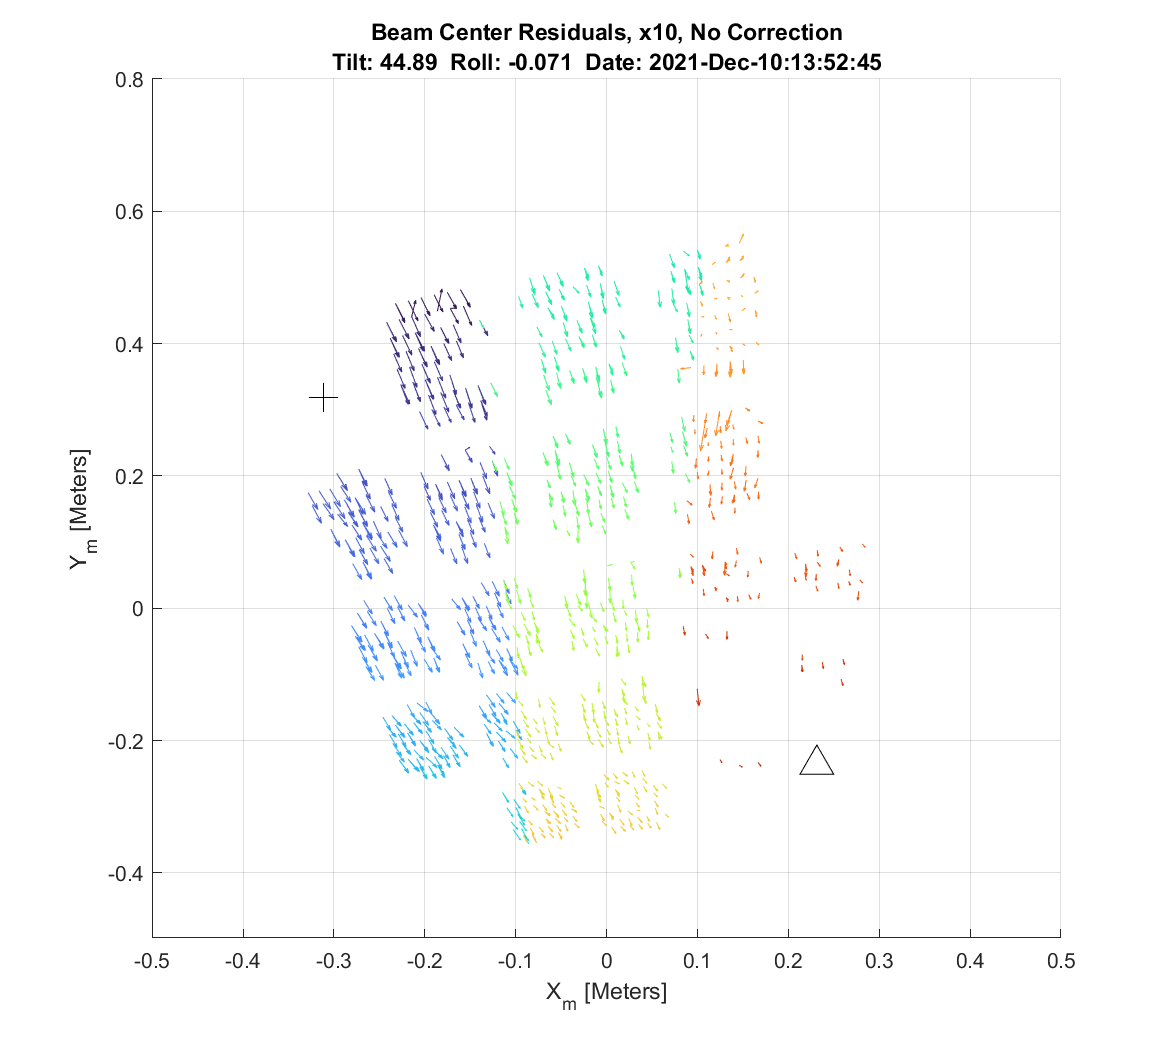 Beam Center Residuals, x10, No Correction
Tilt: 44.89 Roll: -0.071 Date: 2021-Dec-10:13:52:45
0.8
0.6
0.4
0.2
0
-0.2
-0.4
Y_m [Meters]
-0.5 -0.4 -0.3 -0.2 -0.1 0 0.1 0.2 0.3 0.4 0.5
X_m [Meters]